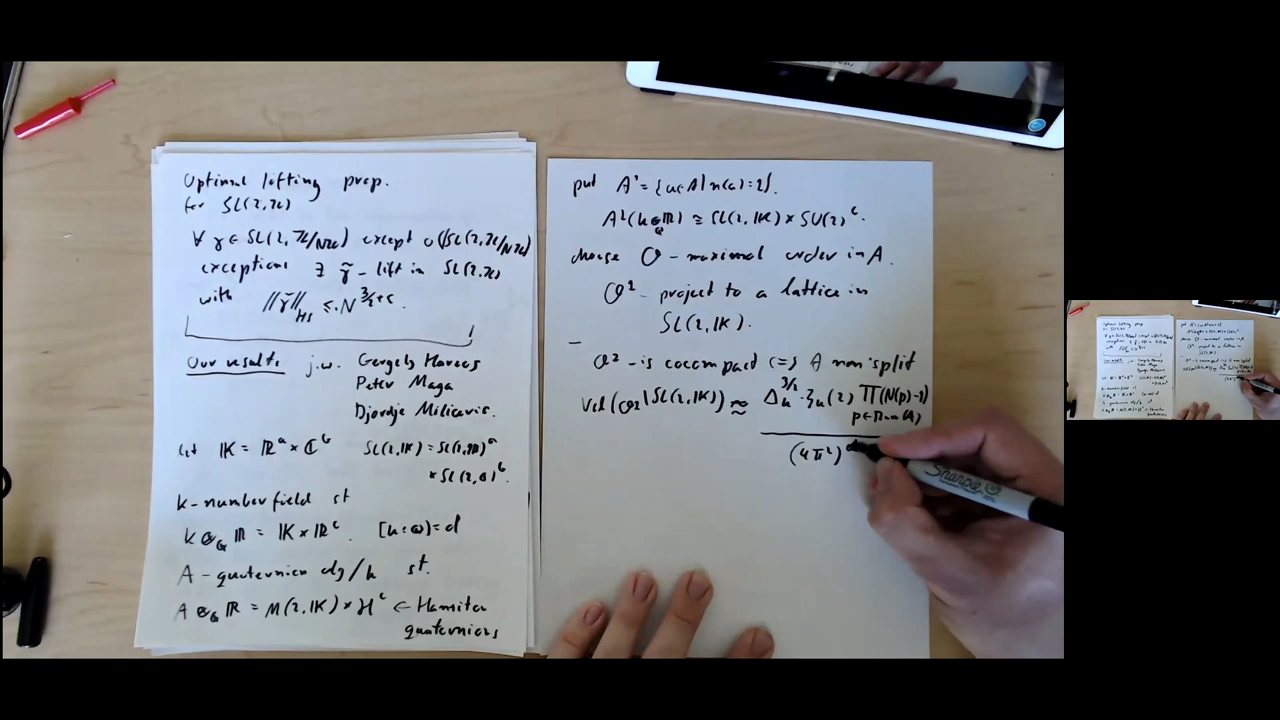 Optimal lifting prop.
for SL(2,ℤ)
∀ γ ∈ SL(2, ℤ/Nℤ) except o(|SL(2,ℤ/Nℤ)|)
exceptions ∃ γ̃ - lift in SL(2,ℤ)
with ||γ̃||_HS ≤ N^{3/2+ε}.
Our results j.w. Gergely Harcos
Peter Maga
Djordje Milicevic.
Let 𝕂 = ℝ^a × ℂ^b SL(2,𝕂) = SL(2,ℝ)^a
× SL(2,ℂ)^b.
k - number field st
k ⊗_ℚ ℝ = 𝕂 × ℝ^c. [k:ℚ] = d
A - quaternion alg/k st.
A ⊗_ℚ ℝ = M(2,𝕂) × H^c ← Hamilton
quaternions
put A¹ = {a∈A | n(a)=1}.
A¹(k⊗_ℚ ℝ) ≅ SL(2,𝕂) × SU(2)^c.
choose O - maximal order in A.
O¹ - project to a lattice in
SL(2,𝕂).
O¹ - is cocompact (=) A non split
Vol(O¹\SL(2,𝕂)) ≈ Δ_k^{3/2} · ζ_k(2) ∏ (N(p)-1)
p∈Ram(A)
(4π²)
Sharpie